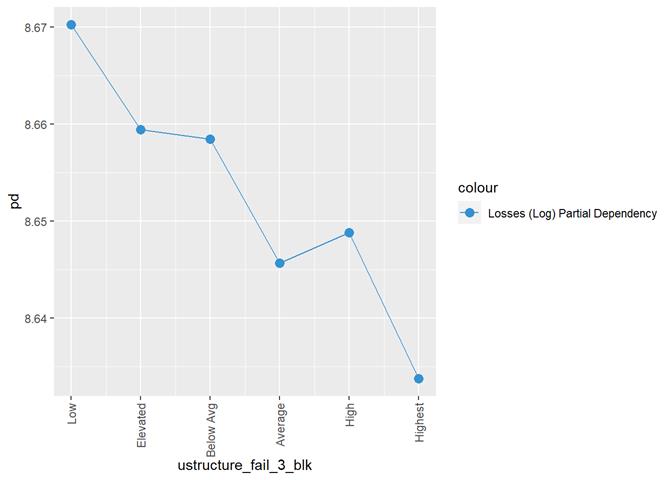 8.67
8.66
8.65
8.64
pd
Low
Elevated
Below Avg
Average
High
Highest
ustructure_fail_3_blk
colour
Losses (Log) Partial Dependency